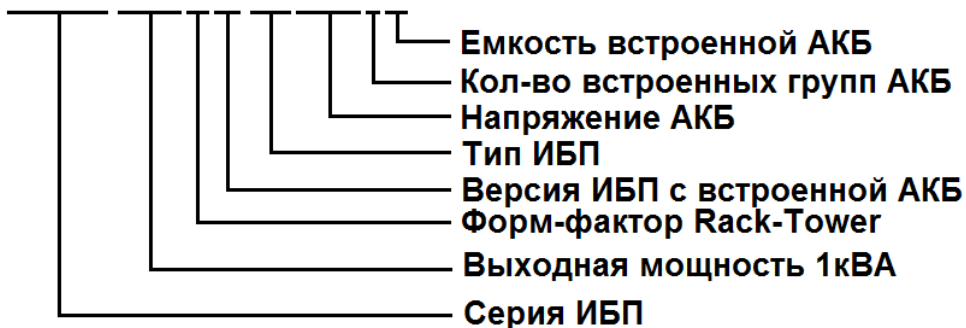 Емкость встроенной АКБ
Кол-во встроенных групп АКБ
Напряжение АКБ
Тип ИБП
Версия ИБП с встроенной АКБ
Форм-фактор Rack-Tower
Выходная мощность 1кВА
Серия ИБП